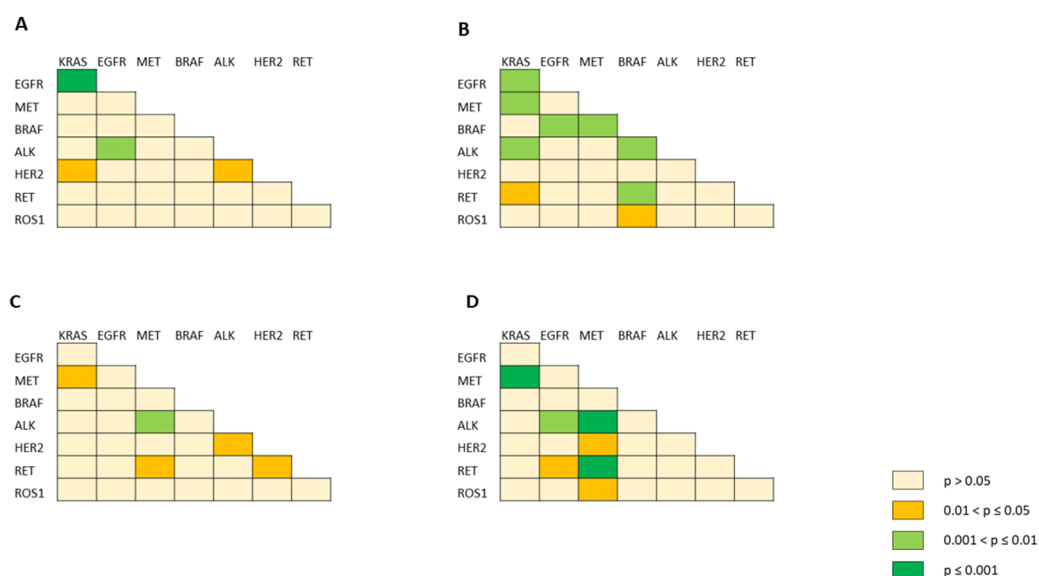 A
KRAS EGFR MET BRAF ALK HER2 RET
EGFR
MET
BRAF
ALK
HER2
RET
ROS1
B
KRAS EGFR MET BRAF ALK HER2 RET
EGFR
MET
BRAF
ALK
HER2
RET
ROS1
C
KRAS EGFR MET BRAF ALK HER2 RET
EGFR
MET
BRAF
ALK
HER2
RET
ROS1
D
KRAS EGFR MET BRAF ALK HER2 RET
EGFR
MET
BRAF
ALK
HER2
RET
ROS1
p > 0.05
0.01 < p ≤ 0.05
0.001 < p ≤ 0.01
p ≤ 0.001